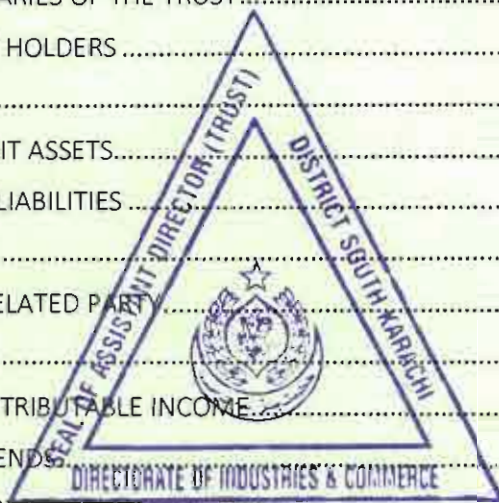 ARIES OF THE TRUST
HOLDERS
IT ASSETS
LIABILITIES
ELATED PARTY
TRIBUTABLE INCOME
END
SEAL OF ASSISTANT DIRECTOR (TRUST)
DISTRICT SOUTH KARACHI
DIRECTORATE OF INDUSTRIES & COMMERCE